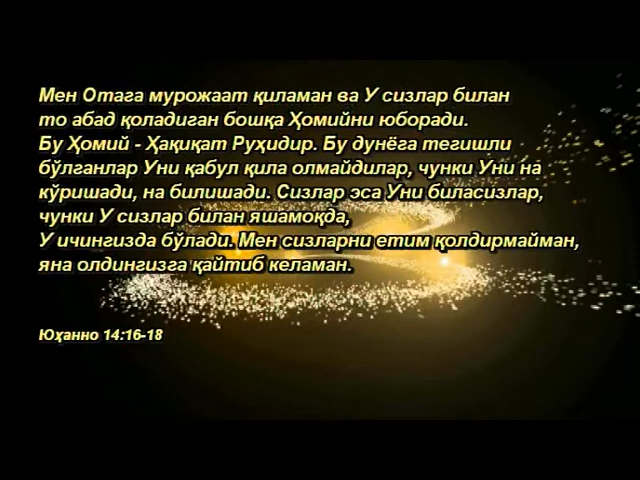 Мен Отага мурожаат қиламан ва У сизлар билан
то абад қоладиган бошқа Ҳомийни юборади.
Бу Ҳомий - Ҳақиқат Руҳидир. Бу дунёга тегишли
бўлганлар Уни қабул қила олмайдилар, чунки Уни на
кўришади, на билишади. Сизлар эса Уни биласизлар,
чунки У сизлар билан яшамоқда,
У ичингизда бўлади. Мен сизларни етим қолдирмайман,
яна олдингизга қайтиб келаман.
Юҳанно 14:16-18